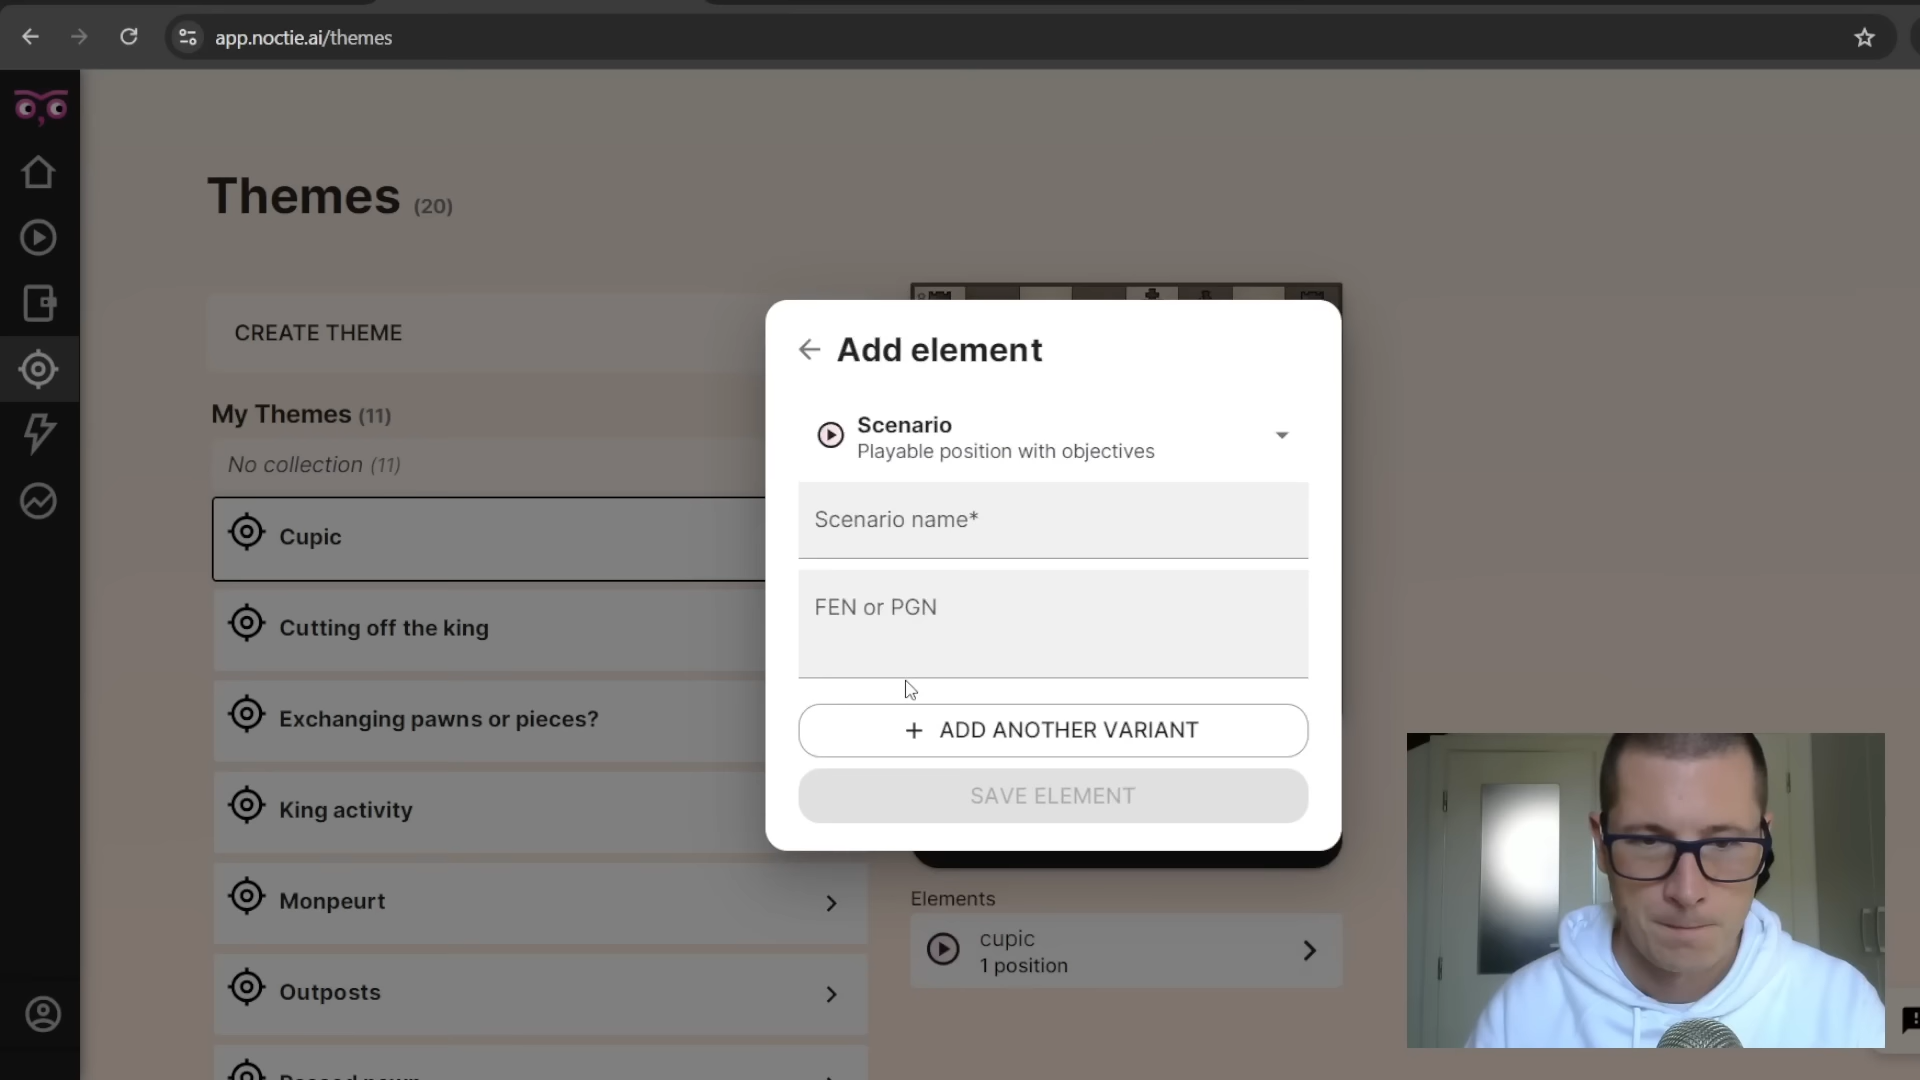 app.noctie.ai/themes
Themes (20)
CREATE THEME
My Themes (11)
No collection (11)
Cupic
Cutting off the king
Exchanging pawns or pieces?
King activity
Monpeurt
Outposts
Passed pawn
Add element
Scenario
Playable position with objectives
Scenario name*
FEN or PGN
+ ADD ANOTHER VARIANT
SAVE ELEMENT
Elements
cupic
1 position